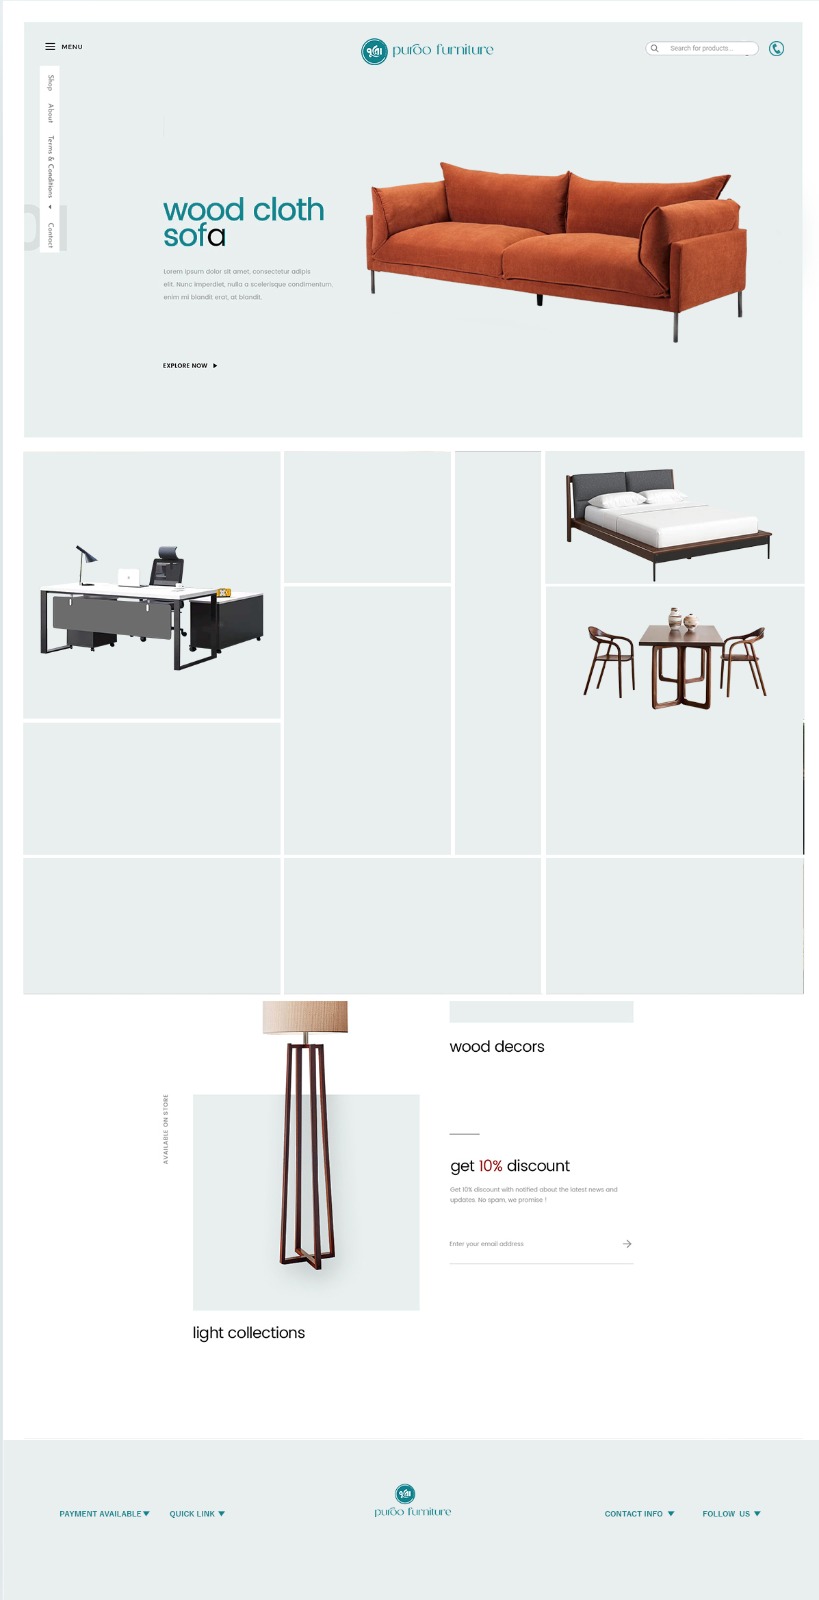 MENU
puroo furniture
Search for products...
Shop
About
Terms & Conditions
Contact
01
wood cloth
sofa
Lorem ipsum dolor sit amet, consectetur adipis
elit. Nunc imperdiet, nulla a scelerisque condimentum,
enim mi blandit erat, at blandit.
EXPLORE NOW
wood decors
AVAILABLE ON STORE
get 10% discount
Get 10% discount with notified about the latest news and
updates. No spam, we promise !
Enter your email address
light collections
puroo furniture
PAYMENT AVAILABLE
QUICK LINK
CONTACT INFO
FOLLOW US